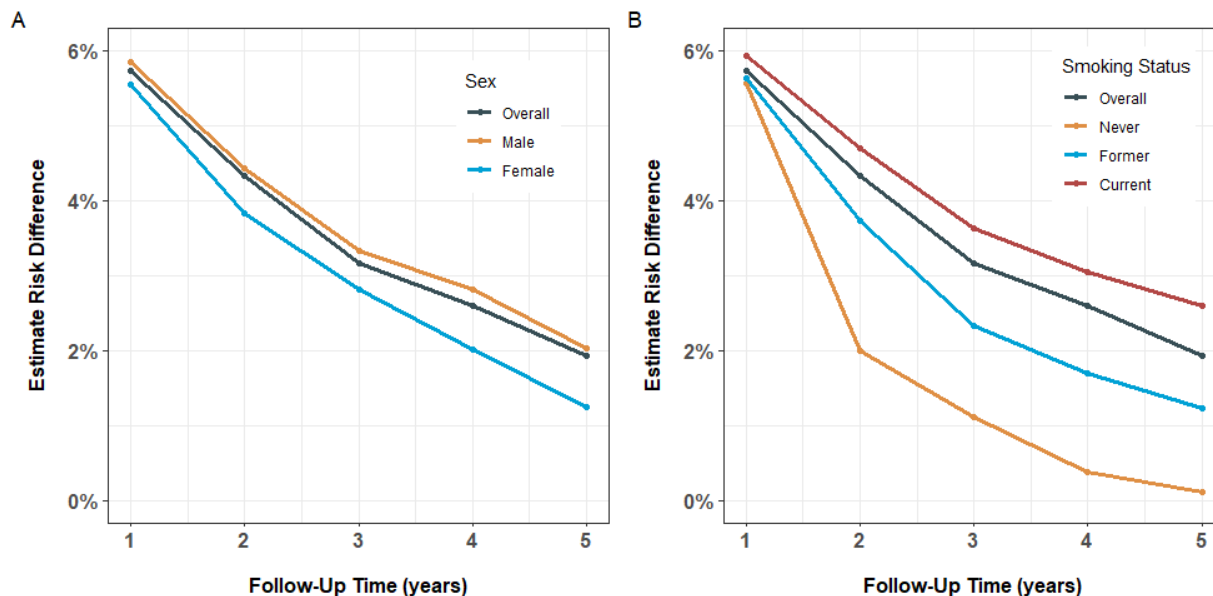 A
Estimate Risk Difference
6%
4%
2%
0%
Sex
Overall
Male
Female
1 2 3 4 5
Follow-Up Time (years)
B
Estimate Risk Difference
6%
4%
2%
0%
Smoking Status
Overall
Never
Former
Current
1 2 3 4 5
Follow-Up Time (years)